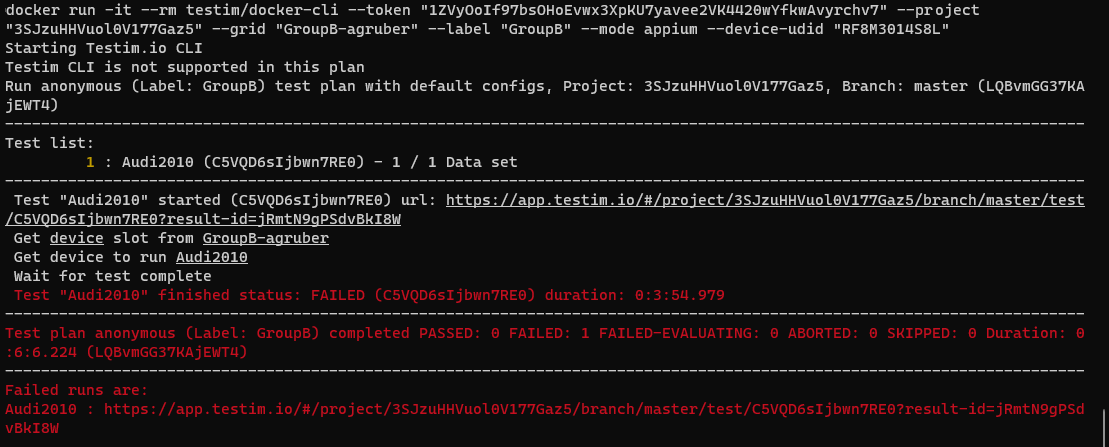 docker run -it --rm testim/docker-cli --token "1ZVyOoIf97bsOHoEvwx3XpKU7yavee2VK4420wYfkwAvyrchv7" --project
"3SJzuHHVuol0V177Gaz5" --grid "GroupB-agruber" --label "GroupB" --mode appium --device-udid "RF8M3014S8L"
Starting Testim.io CLI
Testim CLI is not supported in this plan
Run anonymous (Label: GroupB) test plan with default configs, Project: 3SJzuHHVuol0V177Gaz5, Branch: master (LQBvmGG37KA
jEWT4)
------------------------------------------------------------------------------------------------------------------------
Test list:
1 : Audi2010 (C5VQD6sIjbwn7RE0) - 1 / 1 Data set
------------------------------------------------------------------------------------------------------------------------
Test "Audi2010" started (C5VQD6sIjbwn7RE0) url: https://app.testim.io/#/project/3SJzuHHVuol0V177Gaz5/branch/master/test
/C5VQD6sIjbwn7RE0?result-id=jRmtN9gPSdvBkI8W
Get device slot from GroupB-agruber
Get device to run Audi2010
Wait for test complete
Test "Audi2010" finished status: FAILED (C5VQD6sIjbwn7RE0) duration: 0:3:54.979
------------------------------------------------------------------------------------------------------------------------
Test plan anonymous (Label: GroupB) completed PASSED: 0 FAILED: 1 FAILED-EVALUATING: 0 ABORTED: 0 SKIPPED: 0 Duration: 0
:6:6.224 (LQBvmGG37KAjEWT4)
------------------------------------------------------------------------------------------------------------------------
Failed runs are:
Audi2010 : https://app.testim.io/#/project/3SJzuHHVuol0V177Gaz5/branch/master/test/C5VQD6sIjbwn7RE0?result-id=jRmtN9gPSd
vBkI8W